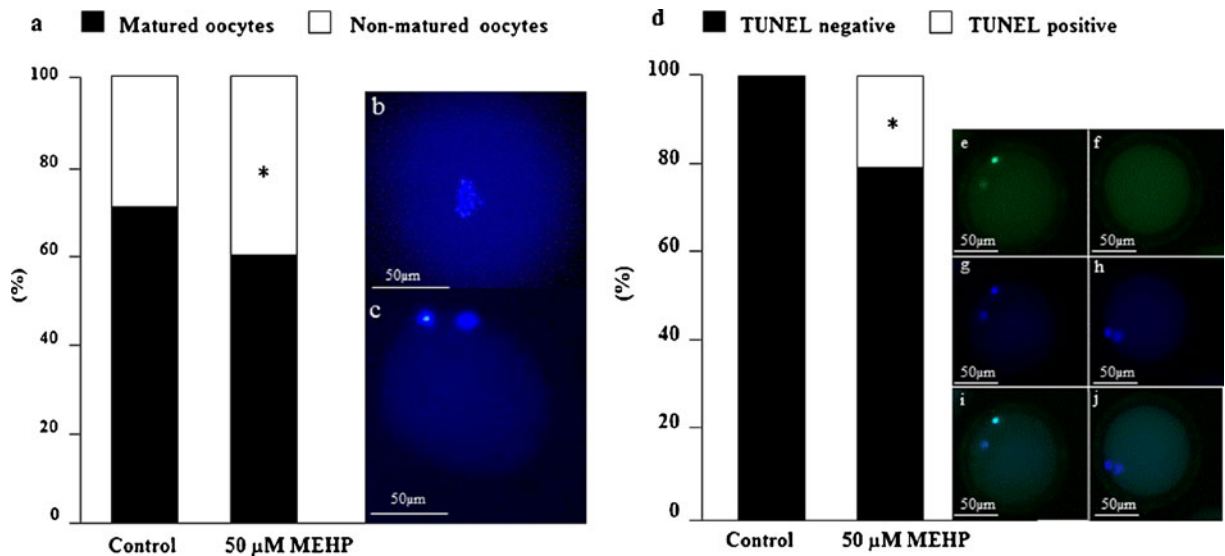 a Matured oocytes Non-matured oocytes
100
80
60
40
20
0
(%)
*
Control 50 μM MEHP
b
50μm
c
50μm
d TUNEL negative TUNEL positive
100
80
60
40
20
0
(%)
*
Control 50 μM MEHP
e
50μm
f
50μm
g
50μm
h
50μm
i
50μm
j
50μm